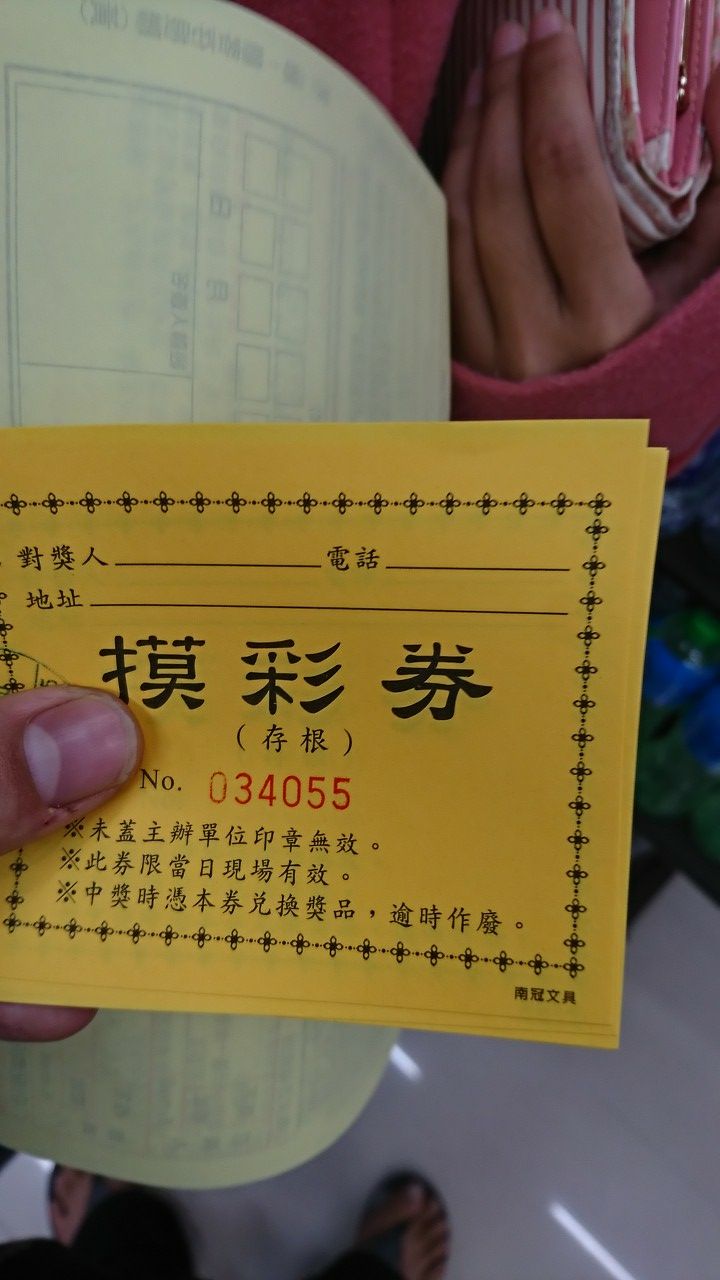 對獎人 電話
地址
摸彩券
(存根)
No. 034055
※未蓋主辦單位印章無效。
※此券限當日現場有效。
※中獎時憑本券兌換獎品，逾時作廢。
南冠文具